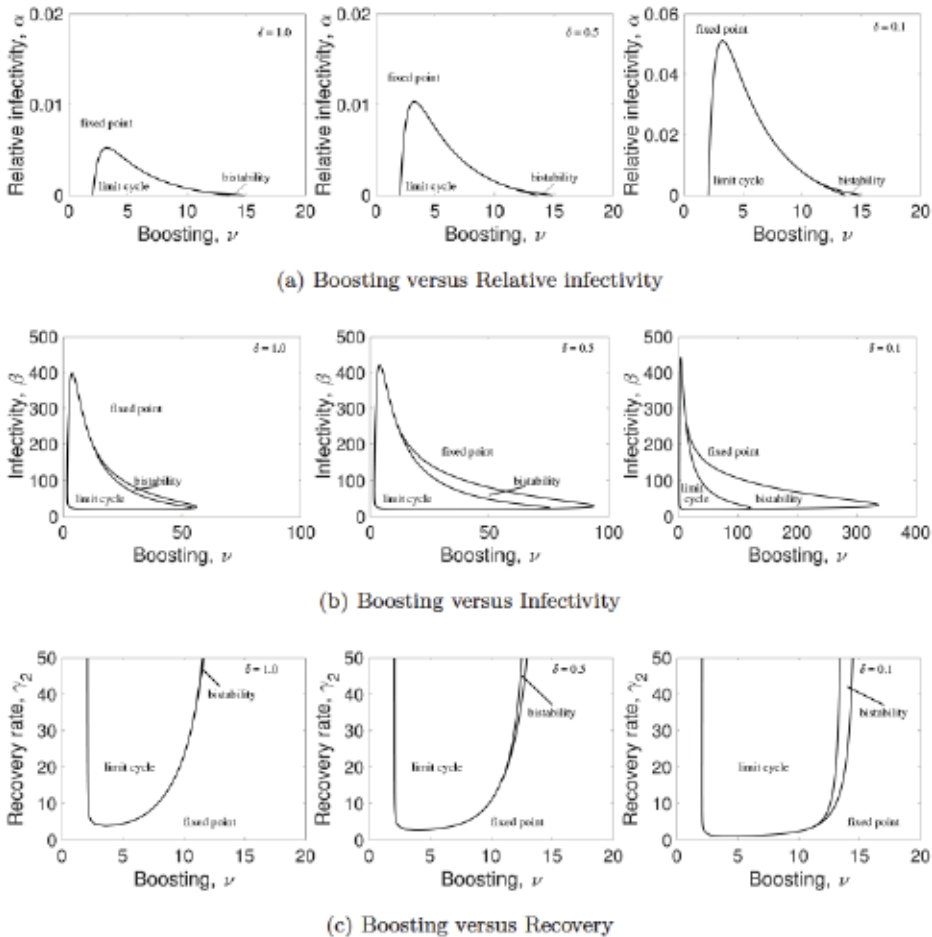 0.02
0.01
0
Relative infectivity, α
δ = 1.0
fixed point
limit cycle
bistability
0 5 10 15 20
Boosting, ν
0.02
0.01
0
Relative infectivity, α
δ = 0.5
fixed point
limit cycle
bistability
0 5 10 15 20
Boosting, ν
0.06
0.04
0.02
0
Relative infectivity, α
δ = 0.1
fixed point
limit cycle
bistability
0 5 10 15 20
Boosting, ν
(a) Boosting versus Relative infectivity
500
400
300
200
100
0
Infectivity, β
δ = 1.0
fixed point
bistability
limit cycle
0 50 100
Boosting, ν
500
400
300
200
100
0
Infectivity, β
δ = 0.5
fixed point
bistability
limit cycle
0 50 100
Boosting, ν
500
400
300
200
100
0
Infectivity, β
δ = 0.1
fixed point
limit
cycle
bistability
0 100 200 300 400
Boosting, ν
(b) Boosting versus Infectivity
50
40
30
20
10
0
Recovery rate, γ₂
δ = 1.0
bistability
limit cycle
fixed point
0 5 10 15 20
Boosting, ν
50
40
30
20
10
0
Recovery rate, γ₂
δ = 0.5
bistability
limit cycle
fixed point
0 5 10 15 20
Boosting, ν
50
40
30
20
10
0
Recovery rate, γ₂
δ = 0.1
bistability
limit cycle
fixed point
0 5 10 15 20
Boosting, ν
(c) Boosting versus Recovery